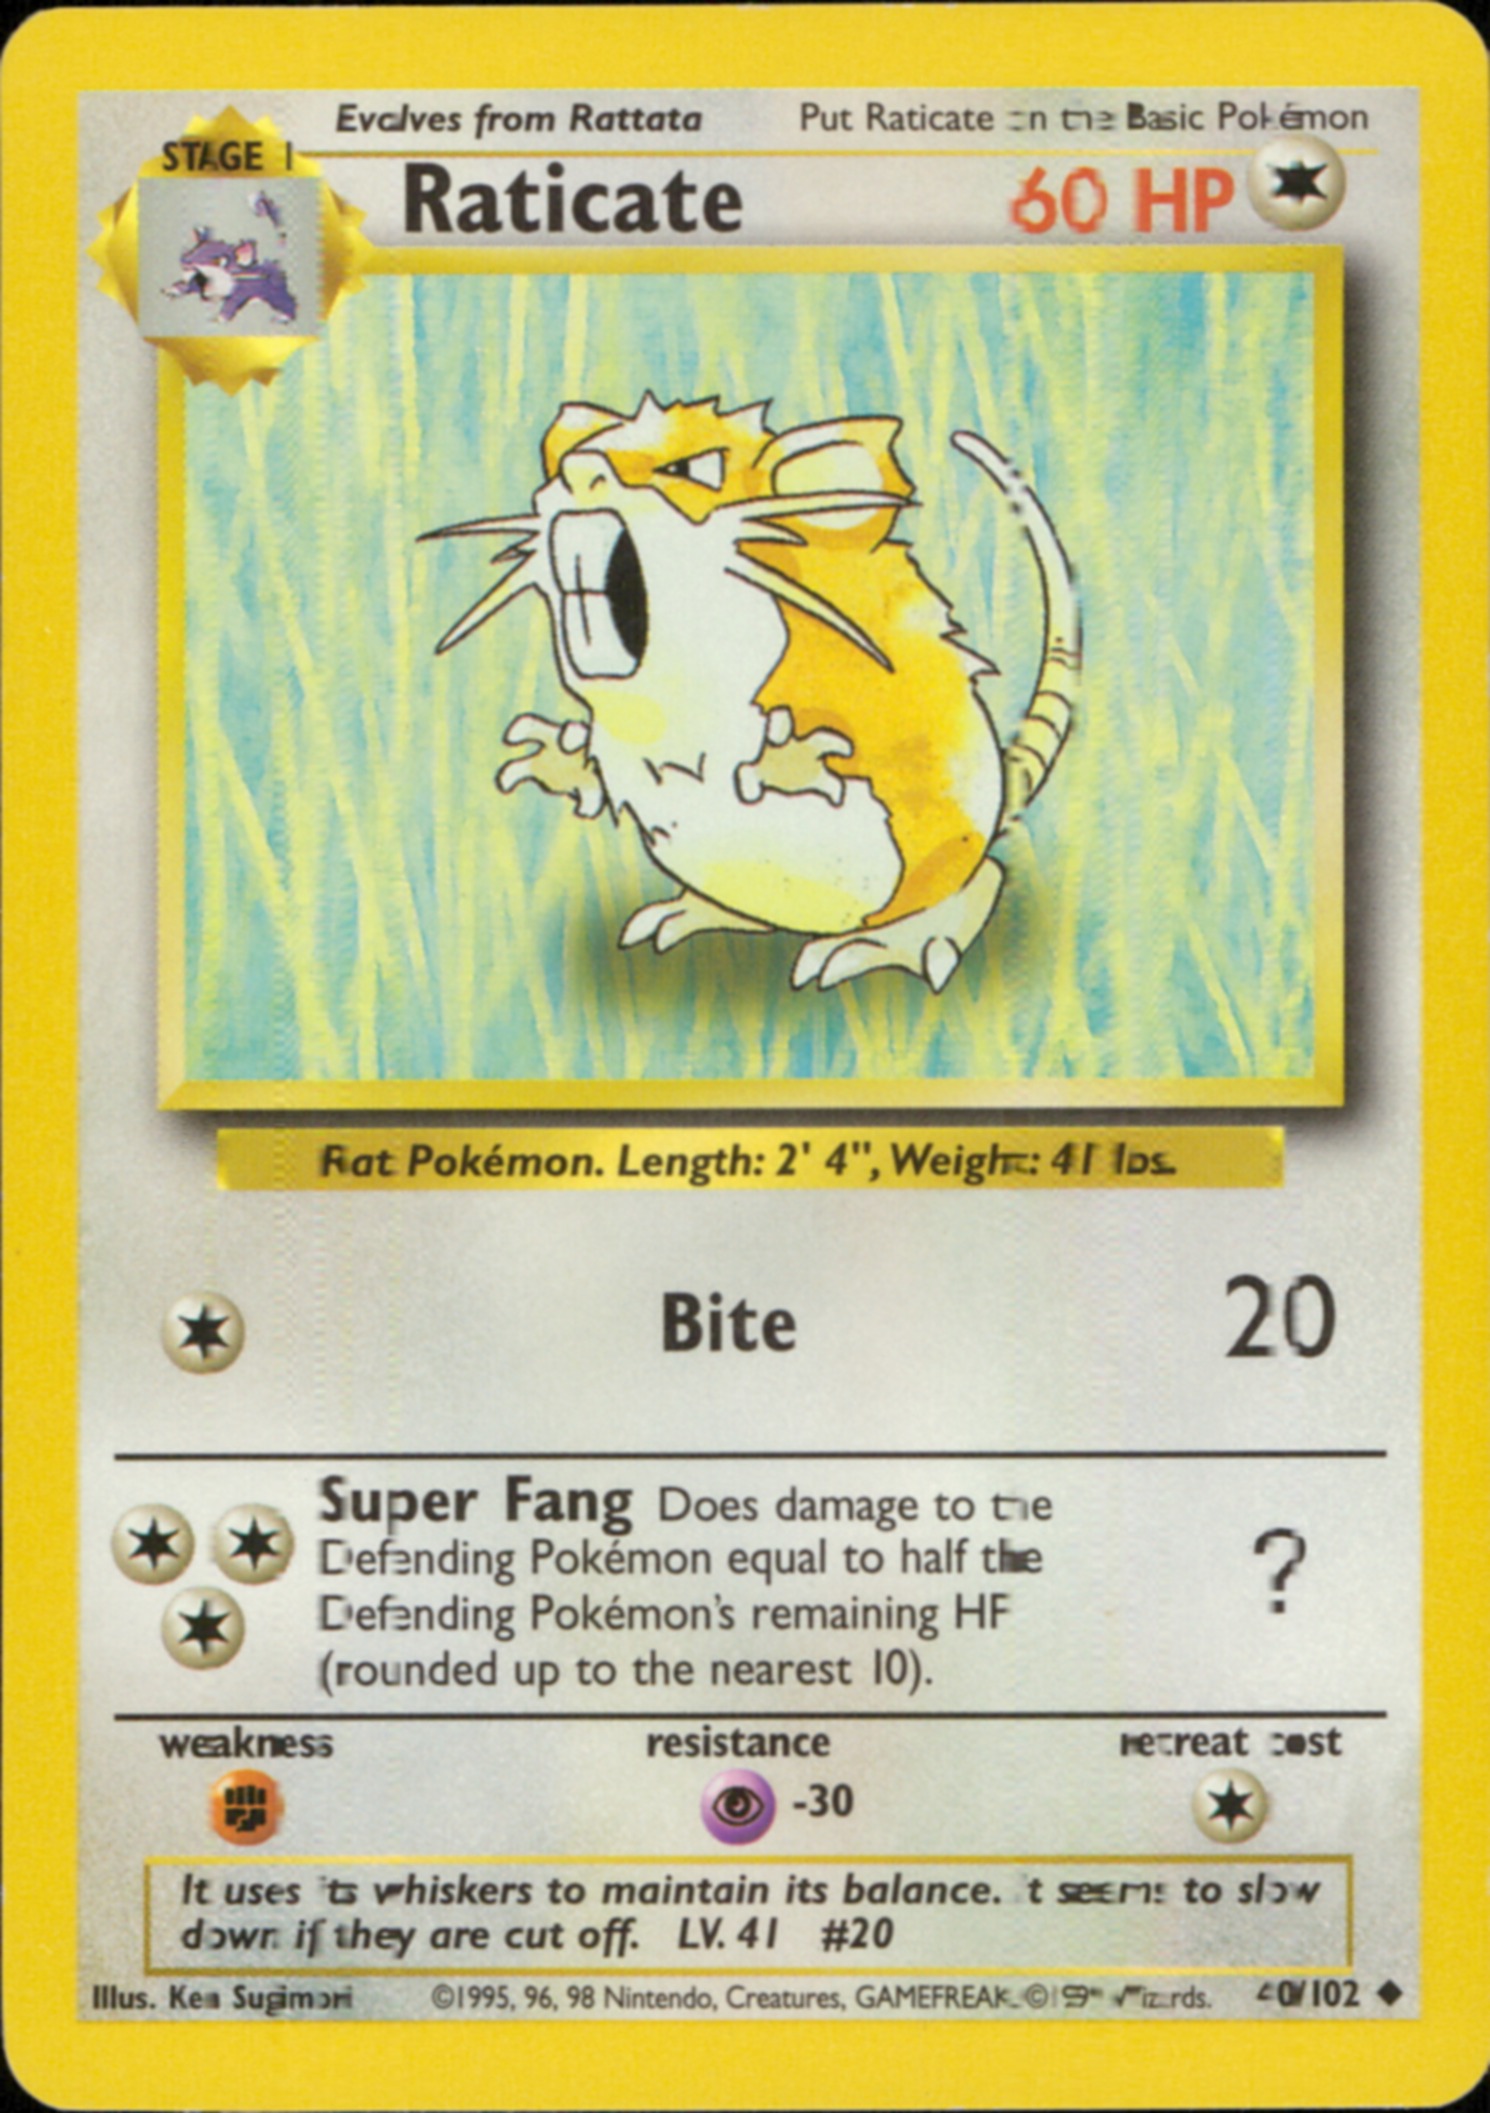 Evolves from Rattata Put Raticate on the Basic Pokémon
STAGE 1
Raticate 60 HP
Rat Pokémon. Length: 2' 4", Weight: 41 lbs.
Bite 20
Super Fang Does damage to the
Defending Pokémon equal to half the ?
Defending Pokémon's remaining HP
(rounded up to the nearest 10).
weakness resistance retreat cost
-30
It uses its whiskers to maintain its balance. It seems to slow
down if they are cut off. LV. 41 #20
Illus. Ken Sugimori ©1995, 96, 98 Nintendo, Creatures, GAMEFREAK. © Wizards. 40/102